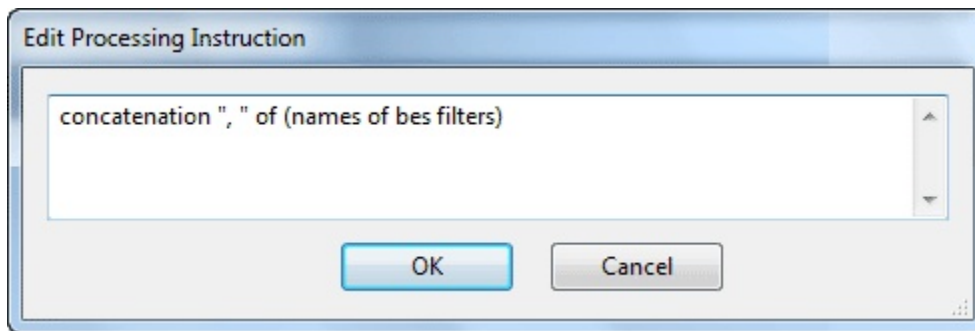 Edit Processing Instruction
concatenation ", " of (names of bes filters)
OK
Cancel